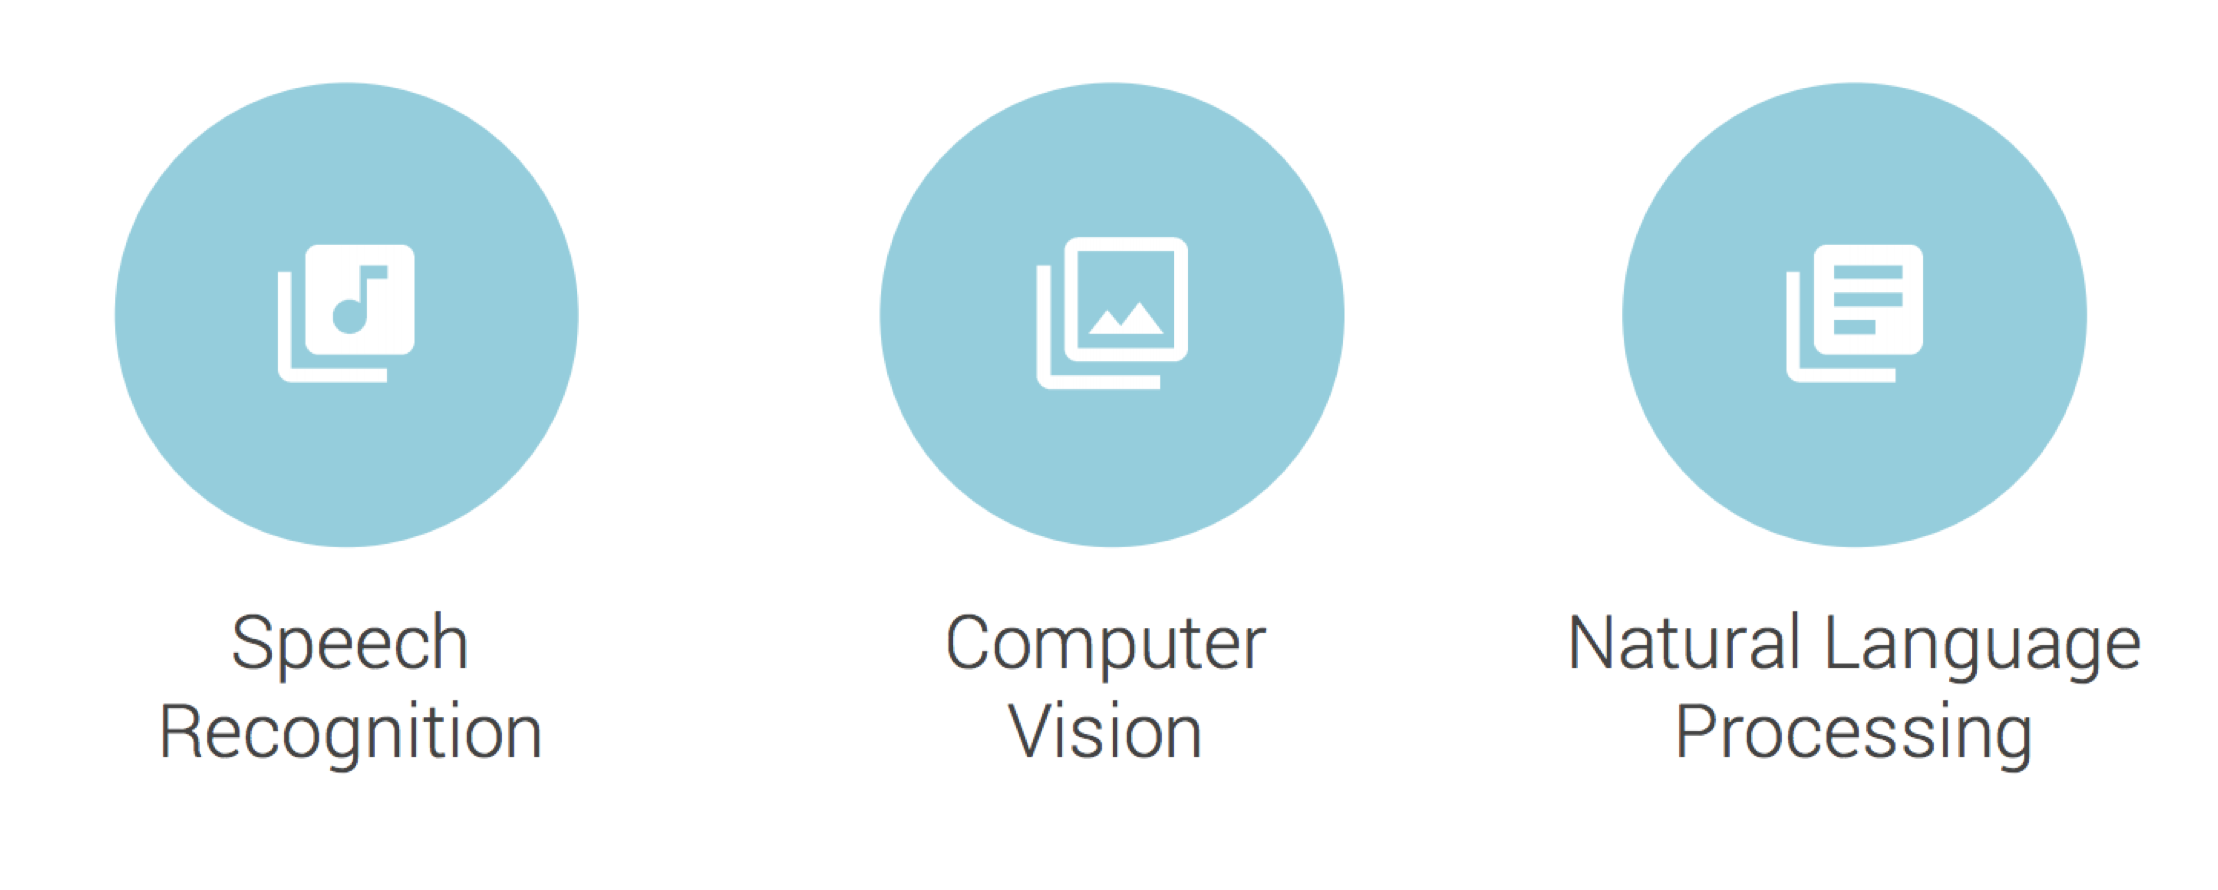 Speech
Recognition
Computer
Vision
Natural Language
Processing